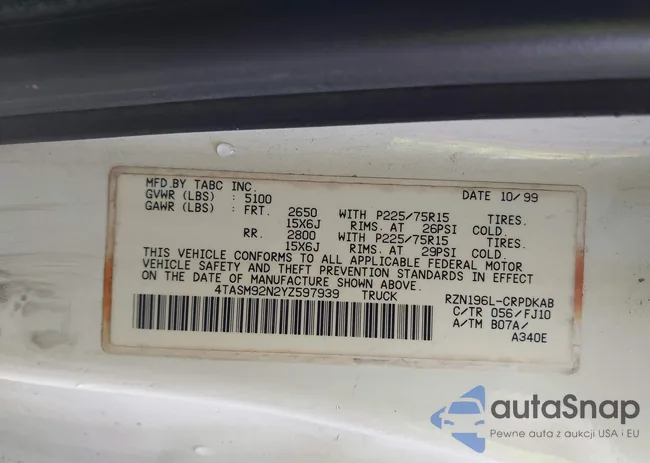 MFD.BY TABC INC. DATE 10/99
GVWR (LBS) : 5100
GAWR (LBS) : FRT. 2650 WITH P225/75R15 TIRES.
15X6J RIMS. AT 26PSI COLD.
RR. 2800 WITH P225/75R15 TIRES.
15X6J RIMS. AT 29PSI COLD.
THIS VEHICLE CONFORMS TO ALL APPLICABLE FEDERAL MOTOR
VEHICLE SAFETY AND THEFT PREVENTION STANDARDS IN EFFECT
ON THE DATE OF MANUFACTURE SHOWN ABOVE.
4TASM92N2YZ597939 TRUCK RZN196L-CRPDKAB
C/TR 056/FJ10
A/TM B07A/
A340E
autaSnap
Pewne auta z aukcji USA i EU